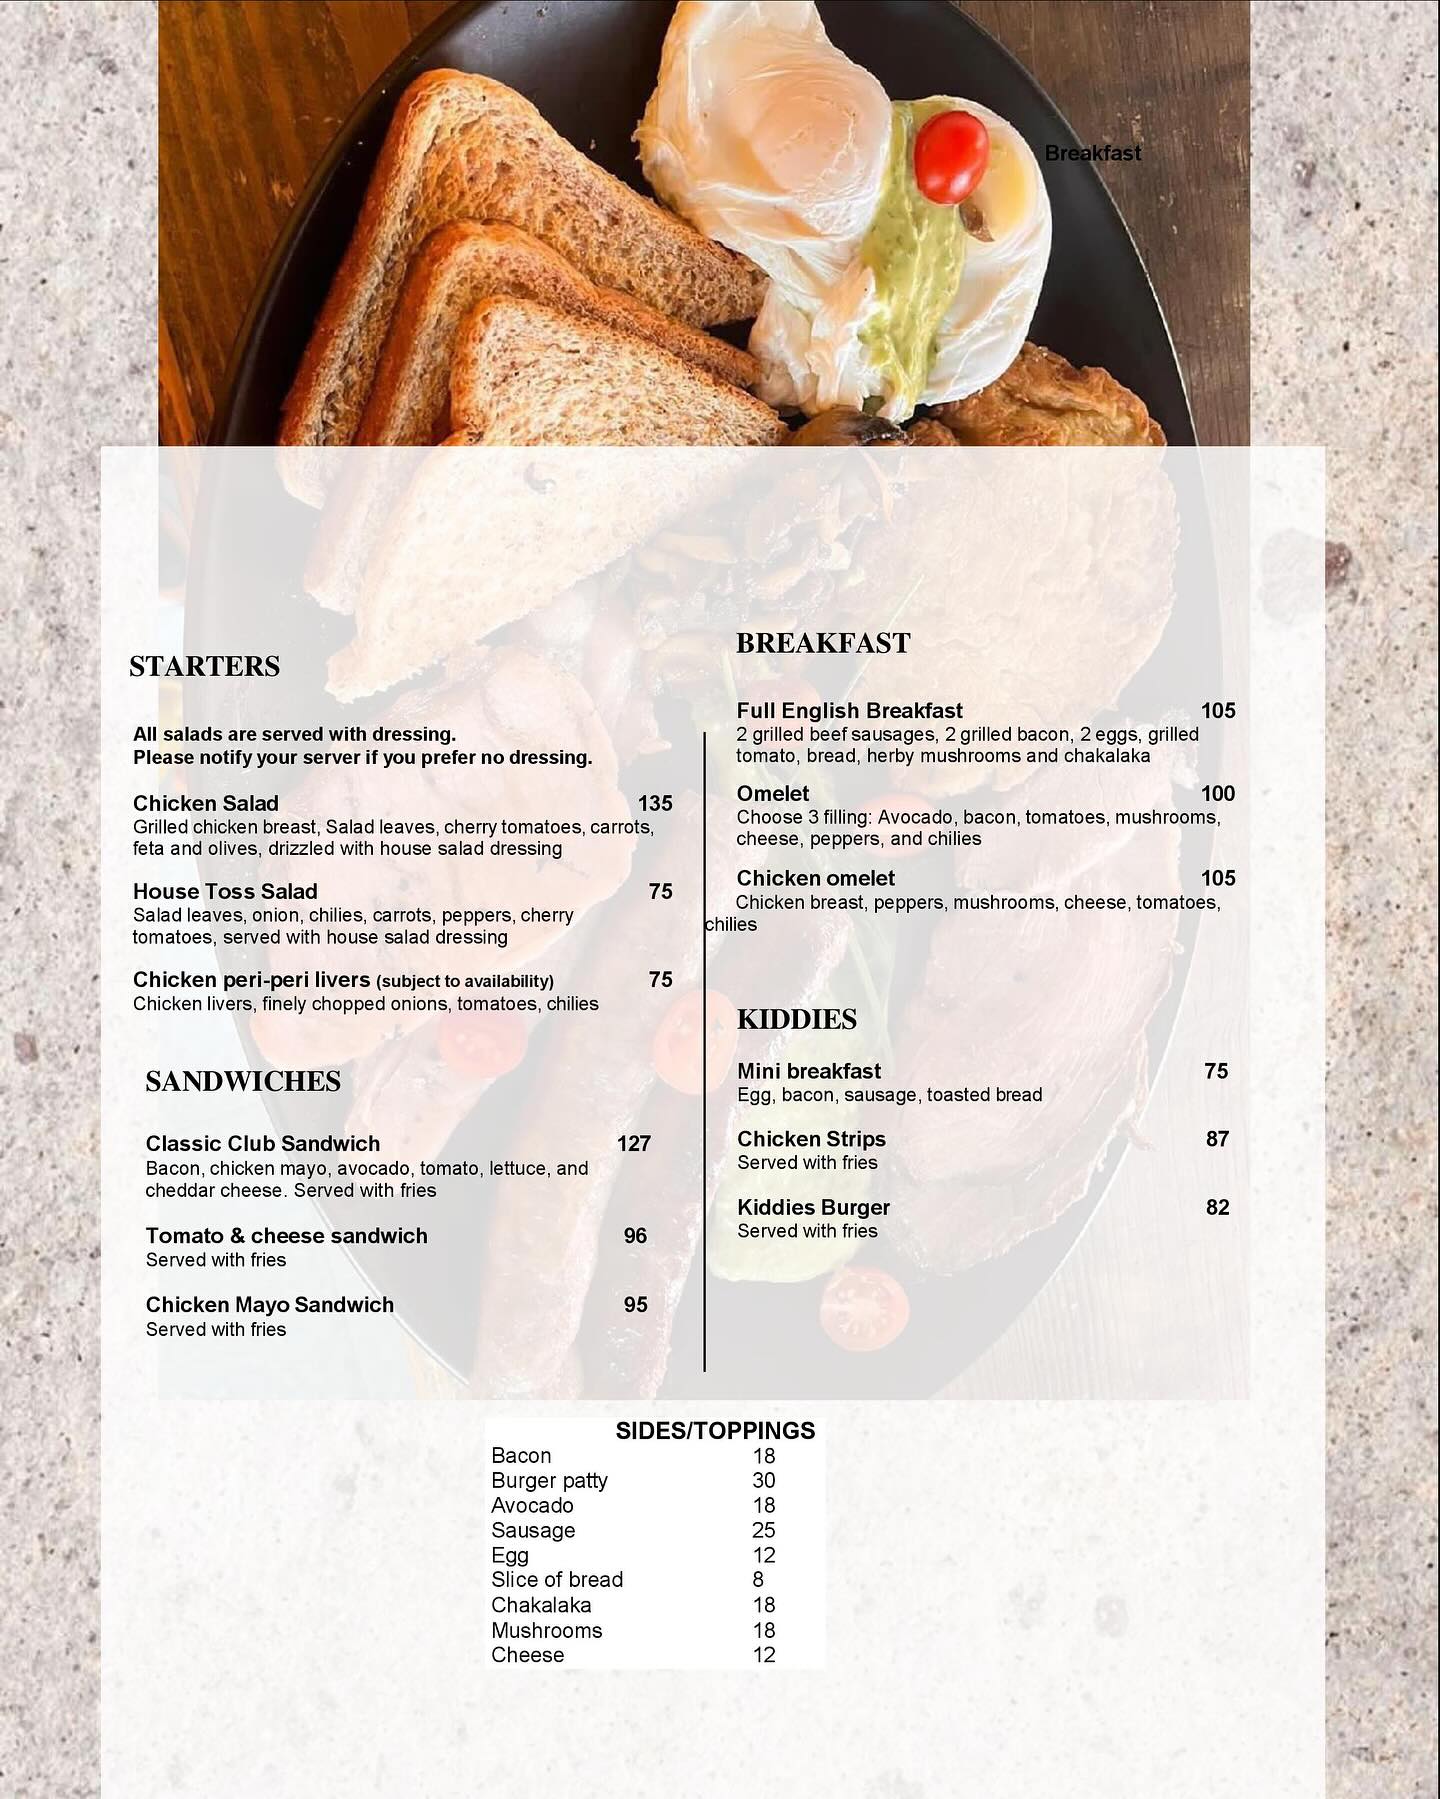 Breakfast
STARTERS
All salads are served with dressing.
Please notify your server if you prefer no dressing.
Chicken Salad 135
Grilled chicken breast, Salad leaves, cherry tomatoes, carrots,
feta and olives, drizzled with house salad dressing
House Toss Salad 75
Salad leaves, onion, chilies, carrots, peppers, cherry
tomatoes, served with house salad dressing
Chicken peri-peri livers (subject to availability) 75
Chicken livers, finely chopped onions, tomatoes, chilies
SANDWICHES
Classic Club Sandwich 127
Bacon, chicken mayo, avocado, tomato, lettuce, and
cheddar cheese. Served with fries
Tomato & cheese sandwich 96
Served with fries
Chicken Mayo Sandwich 95
Served with fries
BREAKFAST
Full English Breakfast 105
2 grilled beef sausages, 2 grilled bacon, 2 eggs, grilled
tomato, bread, herby mushrooms and chakalaka
Omelet 100
Choose 3 filling: Avocado, bacon, tomatoes, mushrooms,
cheese, peppers, and chilies
Chicken omelet 105
Chicken breast, peppers, mushrooms, cheese, tomatoes,
chilies
KIDDIES
Mini breakfast 75
Egg, bacon, sausage, toasted bread
Chicken Strips 87
Served with fries
Kiddies Burger 82
Served with fries
SIDES/TOPPINGS
Bacon 18
Burger patty 30
Avocado 18
Sausage 25
Egg 12
Slice of bread 8
Chakalaka 18
Mushrooms 18
Cheese 12